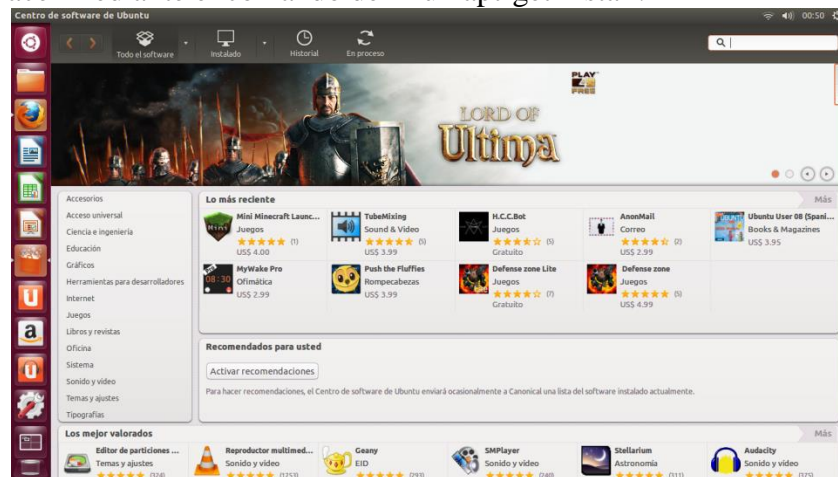 Centro de software de Ubuntu
00:50
Todo el software
Instalado
Historial
En proceso
PLAY
FREE
LORD OF
Ultima
Accesorios
Acceso universal
Ciencia e ingeniería
Educación
Gráficos
Herramientas para desarrolladores
Internet
Juegos
Libros y revistas
Oficina
Sistema
Sonido y vídeo
Temas y ajustes
Tipografías
Lo más reciente
Más
Mini Minecraft Launc...
Juegos
(1)
US$ 4.00
TubeMixing
Sound & Video
(5)
US$ 3.99
H.C.C.Bot
Juegos
(5)
Gratuito
AnonMail
Correo
(2)
US$ 2.99
Ubuntu User 08 (Spani...
Books & Magazines
US$ 3.95
MyWake Pro
Ofimática
US$ 2.99
Push the Fluffies
Rompecabezas
US$ 3.99
Defense zone Lite
Juegos
(7)
Gratuito
Defense zone
Juegos
(5)
US$ 4.99
Recomendados para usted
Activar recomendaciones
Para hacer recomendaciones, el Centro de software de Ubuntu enviará ocasionalmente a Canonical una lista del software instalado actualmente.
Los mejor valorados
Más
Editor de particiones ...
Temas y ajustes
(324)
Reproductor multimed...
Sonido y vídeo
(1253)
Geany
EID
(293)
SMPlayer
Sonido y vídeo
(240)
Stellarium
Astronomía
(311)
Audacity
Sonido y vídeo
(375)